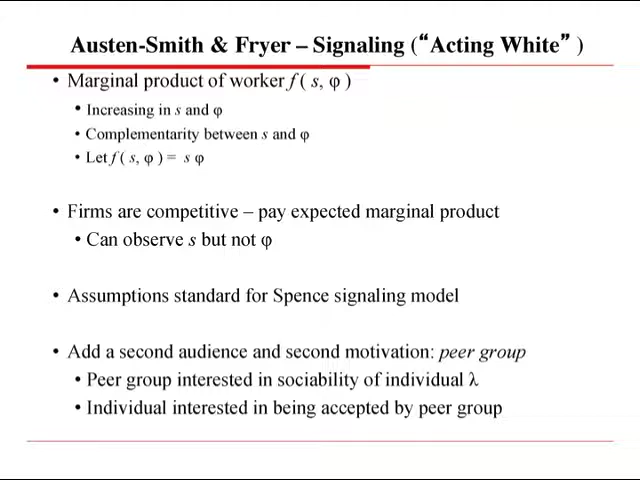 Austen-Smith & Fryer – Signaling (“Acting White” )
• Marginal product of worker f ( s, φ )
• Increasing in s and φ
• Complementarity between s and φ
• Let f ( s, φ ) = s φ
• Firms are competitive – pay expected marginal product
• Can observe s but not φ
• Assumptions standard for Spence signaling model
• Add a second audience and second motivation: peer group
• Peer group interested in sociability of individual λ
• Individual interested in being accepted by peer group